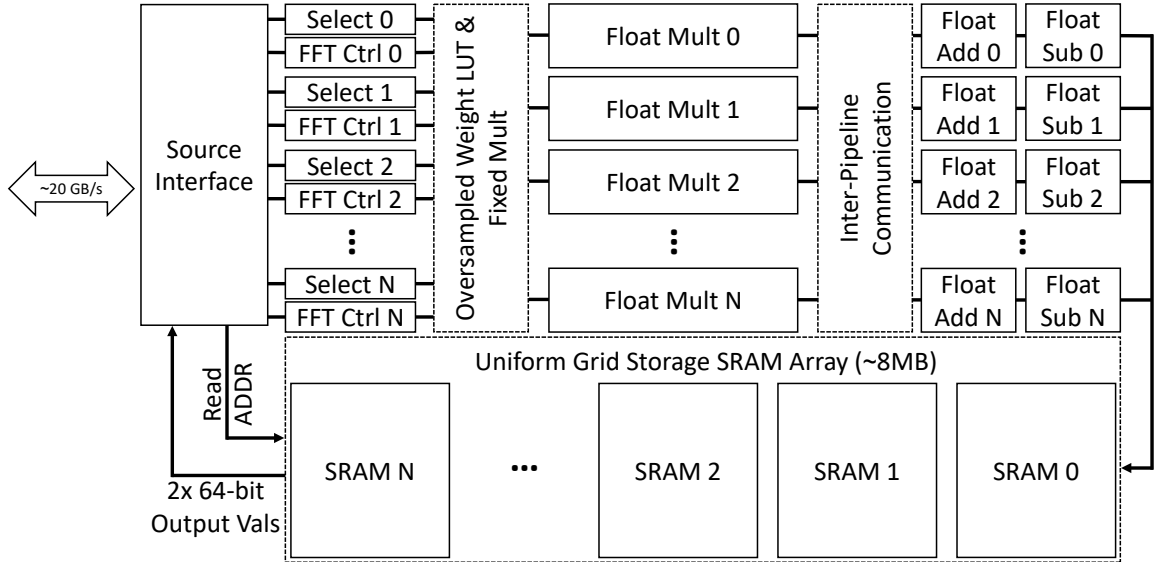 ~20 GB/s
Source
Interface
Select 0
FFT Ctrl 0
Select 1
FFT Ctrl 1
Select 2
FFT Ctrl 2
...
Select N
FFT Ctrl N
Oversampled Weight LUT &
Fixed Mult
Float Mult 0
Float Mult 1
Float Mult 2
...
Float Mult N
Inter-Pipeline
Communication
Float
Add 0
Float
Sub 0
Float
Add 1
Float
Sub 1
Float
Add 2
Float
Sub 2
...
Float
Add N
Float
Sub N
Read
ADDR
2x 64-bit
Output Vals
Uniform Grid Storage SRAM Array (~8MB)
SRAM N
...
SRAM 2
SRAM 1
SRAM 0